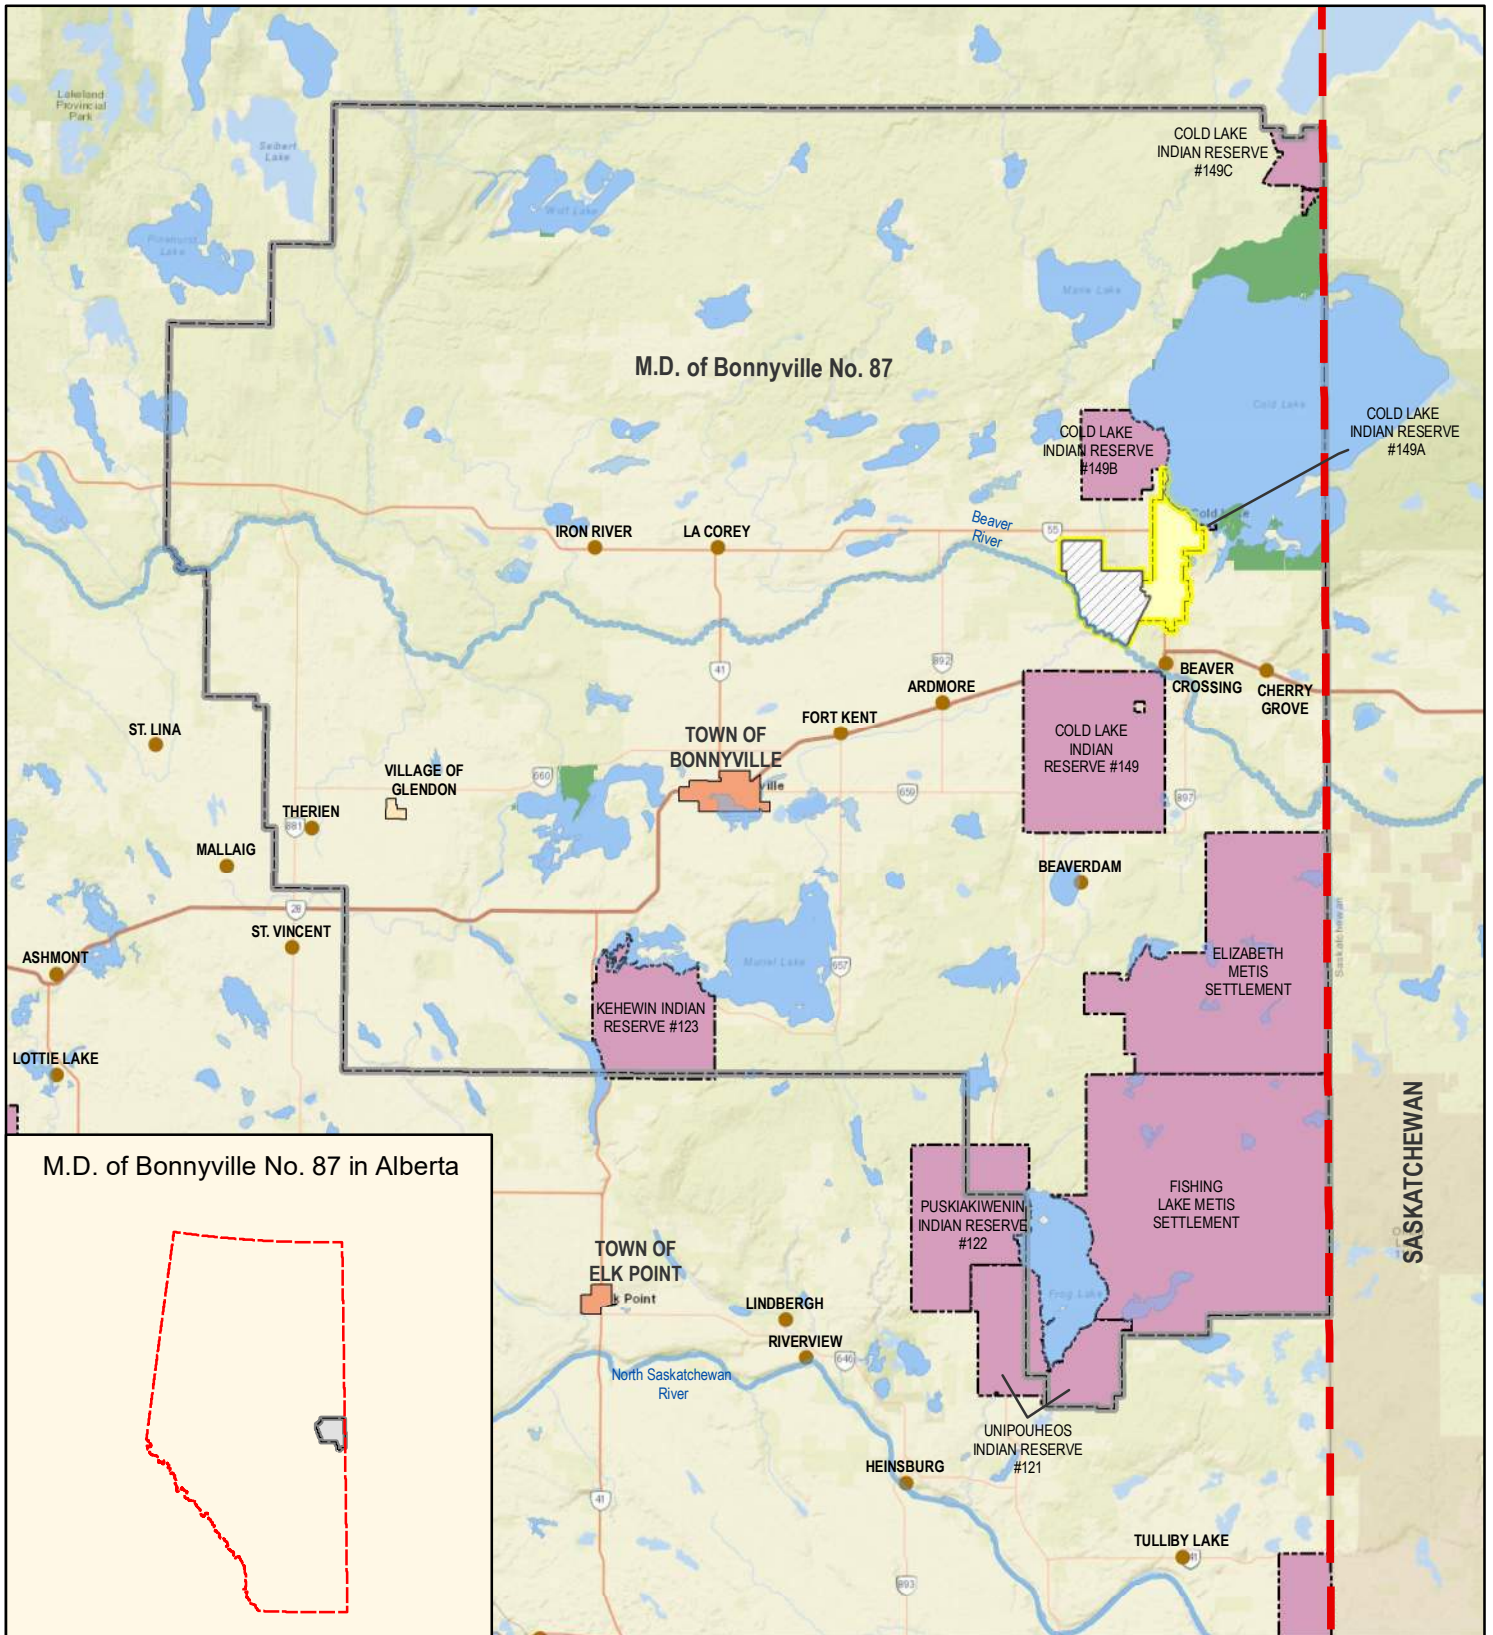 Lakeland
Provincial
Park
Seibert
Lake
COLD LAKE
INDIAN RESERVE
#149C
Wolf Lake
Pinehurst
Lake
Marie Lake
M.D. of Bonnyville No. 87
Cold Lake
COLD LAKE
INDIAN RESERVE
#149A
COLD LAKE
INDIAN RESERVE
#149B
Beaver
River
55
Cold Lake
IRON RIVER
LA COREY
41
892
BEAVER
CROSSING
CHERRY
GROVE
ARDMORE
FORT KENT
ST. LINA
TOWN OF
BONNYVILLE
ville
COLD LAKE
INDIAN
RESERVE #149
VILLAGE OF
GLENDON
660
659
897
THERIEN
881
MALLAIG
BEAVERDAM
28
ST. VINCENT
ASHMONT
Saskatchewan
Muriel Lake
657
ELIZABETH
METIS
SETTLEMENT
KEHEWIN INDIAN
RESERVE #123
LOTTIE LAKE
SASKATCHEWAN
M.D. of Bonnyville No. 87 in Alberta
PUSKIAKIWENIN
INDIAN RESERVE
#122
FISHING
LAKE METIS
SETTLEMENT
TOWN OF
ELK POINT
k Point
Frog Lake
LINDBERGH
RIVERVIEW
646
North Saskatchewan
River
UNIPOUHEOS
INDIAN RESERVE
#121
HEINSBURG
41
TULLIBY LAKE
41
893